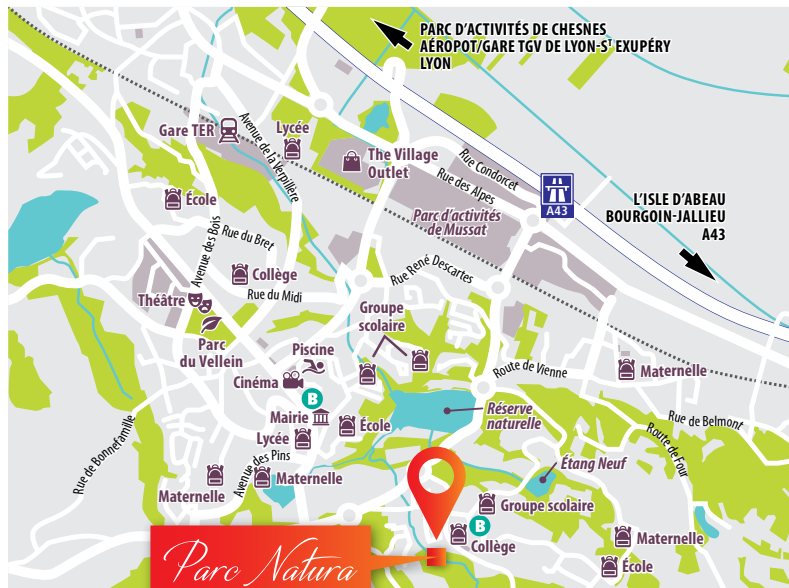 PARC D'ACTIVITÉS DE CHESNES
AÉROPOT/GARE TGV DE LYON-Sᵀ EXUPÉRY
LYON
Gare TER
Avenue de la Verpillère
Lycée
The Village
Outlet
Rue Condorcet
Rue des Alpes
A43
L'ISLE D'ABEAU
BOURGOIN-JALLIEU
A43
École
Parc d'activités
de Mussat
Avenue des Bois
Rue du Bret
Collège
Rue René Descartes
Rue du Midi
Théâtre
Groupe
scolaire
Parc
du Vellein
Piscine
Cinéma
Route de Vienne
Maternelle
B
Mairie
École
Réserve
naturelle
Rue de Belmont
Lycée
Rue de Bonnefamille
Avenue des Pins
Route de Four
Étang Neuf
Maternelle
Maternelle
Groupe scolaire
B
Collège
Maternelle
École
Parc Natura